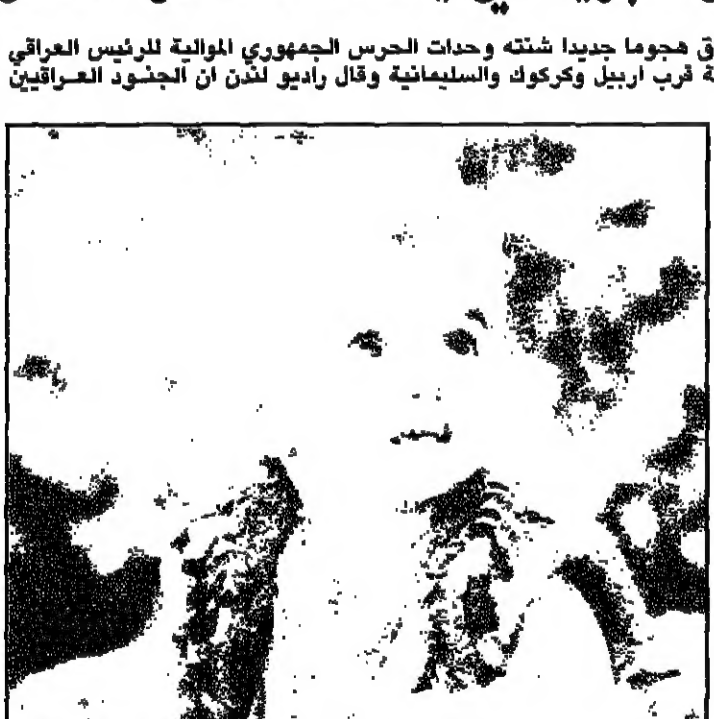 ق هجوما جديدا شنته وحدات الحرس الجمهوري الموالية للرئيس العراقي
ة قرب اربيل وكركوك والسليمانية وقال راديو لندن ان الجنود العراقيين